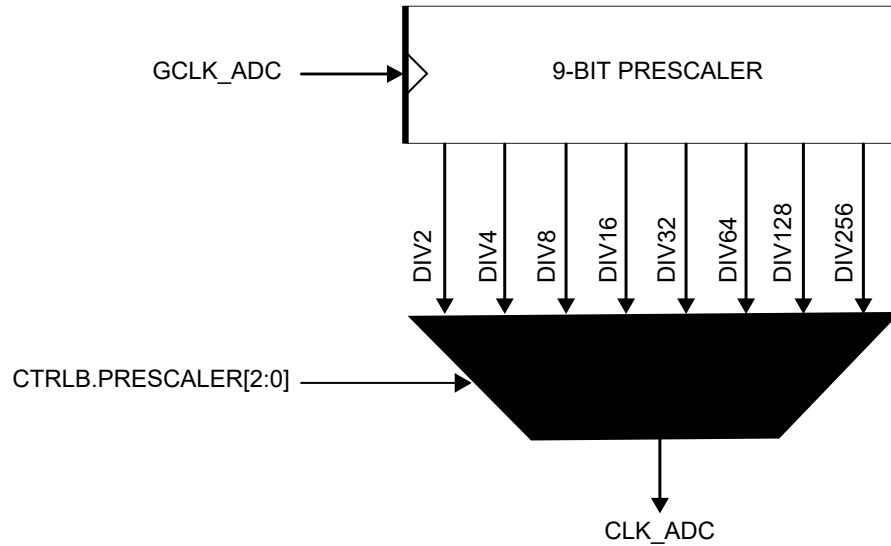 GCLK_ADC
9-BIT PRESCALER
DIV2
DIV4
DIV8
DIV16
DIV32
DIV64
DIV128
DIV256
CTRLB.PRESCALER[2:0]
CLK_ADC